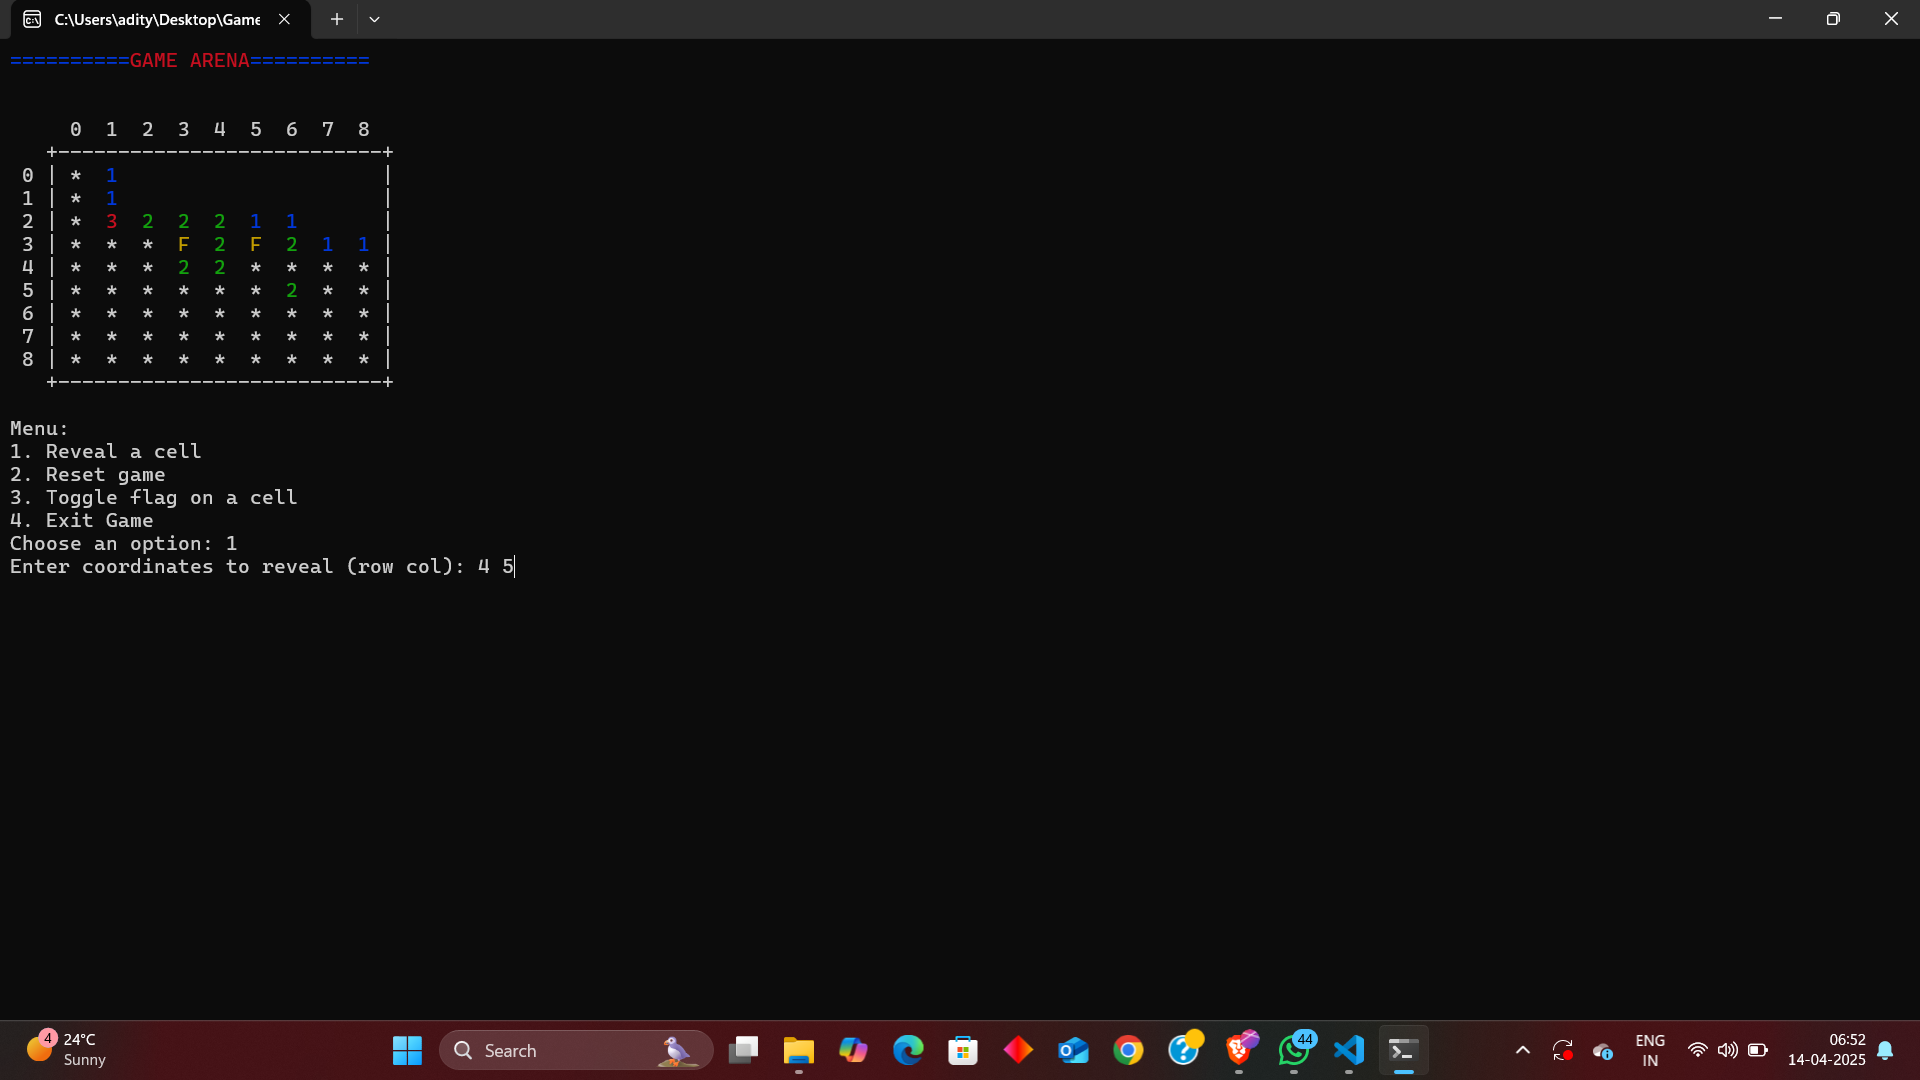 C:\Users\adity\Desktop\Game
==========GAME ARENA==========
0 1 2 3 4 5 6 7 8
+---------------------------+
0 | * 1 |
1 | * 1 |
2 | * 3 2 2 2 1 1 |
3 | * * * F 2 F 2 1 1 |
4 | * * * 2 2 * * * * |
5 | * * * * * * 2 * * |
6 | * * * * * * * * * |
7 | * * * * * * * * * |
8 | * * * * * * * * * |
+---------------------------+
Menu:
1. Reveal a cell
2. Reset game
3. Toggle flag on a cell
4. Exit Game
Choose an option: 1
Enter coordinates to reveal (row col): 4 5
4
24°C
Sunny
Search
44
ENG
IN
06:52
14-04-2025